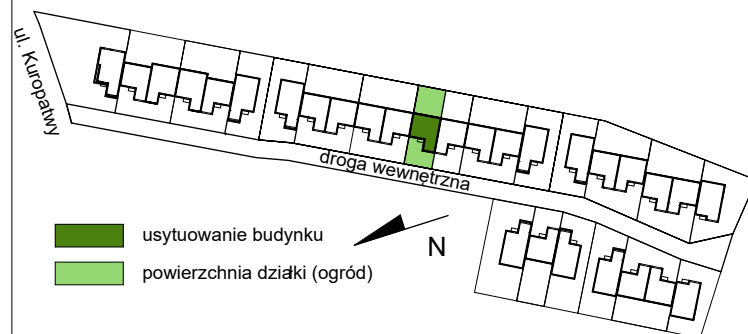 ul. Kuropatwy
droga wewnętrzna
usytuowanie budynku
N
powierzchnia działki (ogród)